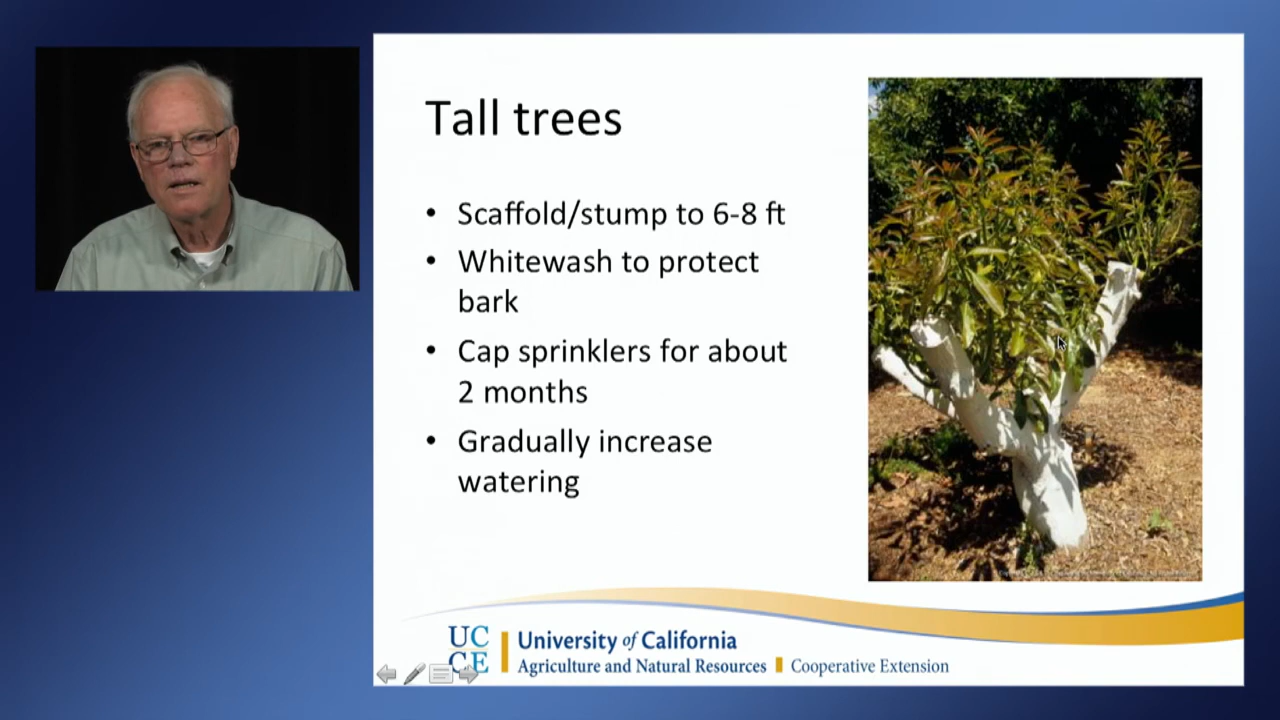 Tall trees
• Scaffold/stump to 6-8 ft
• Whitewash to protect
bark
• Cap sprinklers for about
2 months
• Gradually increase
watering
UC
CE
University of California
Agriculture and Natural Resources
Cooperative Extension